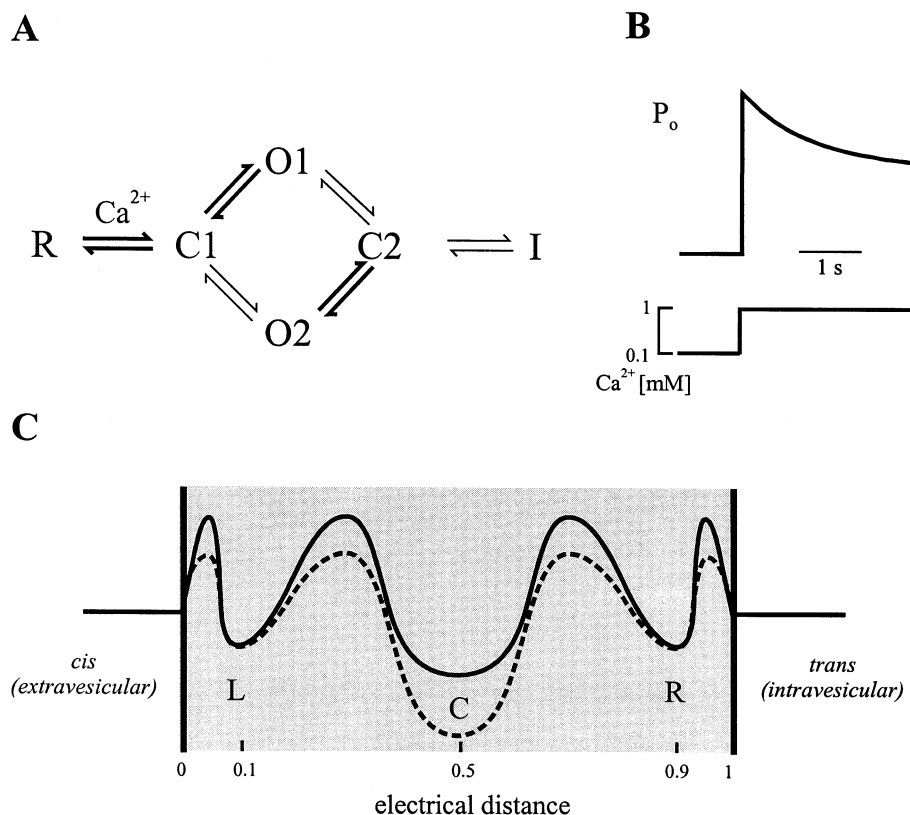 A
B
P_o
O1
Ca²⁺
R C1 C2 I
O2
1 s
1
0.1
Ca²⁺ [mM]
C
cis
(extravesicular)
trans
(intravesicular)
L
C
R
0 0.1 0.5 0.9 1
electrical distance